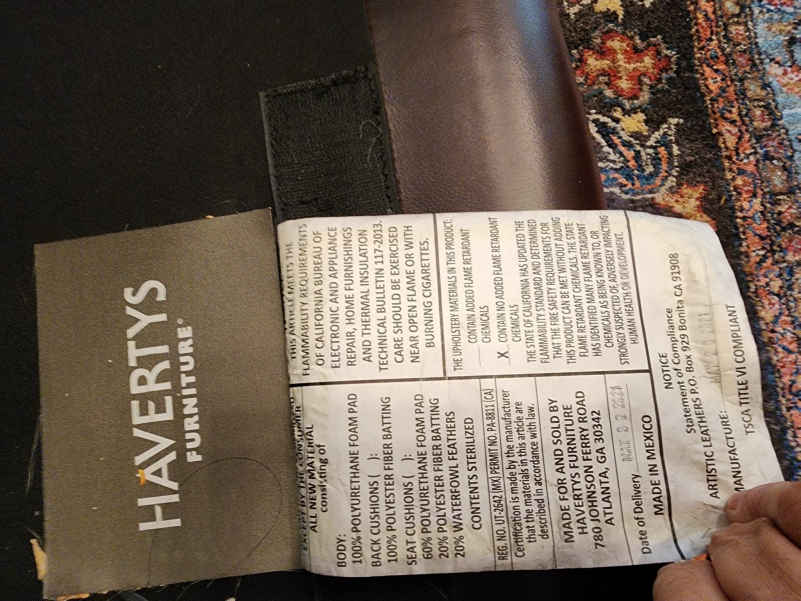 HAVERTYS
FURNITURE
ALL NEW MATERIAL
consisting of
BODY:
100% POLYURETHANE FOAM PAD
BACK CUSHIONS ( ):
100% POLYESTER FIBER BATTING
SEAT CUSHIONS ( ):
60% POLYURETHANE FOAM PAD
20% POLYESTER FIBER BATTING
20% WATERFOWL FEATHERS
CONTENTS STERILIZED
REG. NO. UT-2642 (MX) PERMIT NO. PA-8811 (CA)
Certification is made by the manufacturer
that the materials in this article are
described in accordance with law.
MADE FOR AND SOLD BY
HAVERTYS FURNITURE
780 JOHNSON FERRY ROAD
ATLANTA, GA 30342
Date of Delivery
MADE IN MEXICO
THIS ARTICLE MEETS THE
FLAMMABILITY REQUIREMENTS
OF CALIFORNIA BUREAU OF
ELECTRONIC AND APPLIANCE
REPAIR, HOME FURNISHINGS
AND THERMAL INSULATION
TECHNICAL BULLETIN 117-2013.
CARE SHOULD BE EXERCISED
NEAR OPEN FLAME OR WITH
BURNING CIGARETTES.
THE UPHOLSTERY MATERIALS IN THIS PRODUCT:
CONTAIN ADDED FLAME RETARDANT
CHEMICALS
X CONTAIN NO ADDED FLAME RETARDANT
CHEMICALS
THE STATE OF CALIFORNIA HAS UPDATED THE
FLAMMABILITY STANDARD AND DETERMINED
THAT THE FIRE SAFETY REQUIREMENTS FOR
THIS PRODUCT CAN BE MET WITHOUT ADDING
FLAME RETARDANT CHEMICALS. THE STATE
HAS IDENTIFIED MANY FLAME RETARDANT
CHEMICALS AS BEING KNOWN TO, OR
STRONGLY SUSPECTED OF, ADVERSELY IMPACTING
HUMAN HEALTH OR DEVELOPMENT.
NOTICE
Statement of Compliance
ARTISTIC LEATHERS P.O. Box 929 Bonita CA 91908
MANUFACTURE:
TSCA TITLE VI COMPLIANT